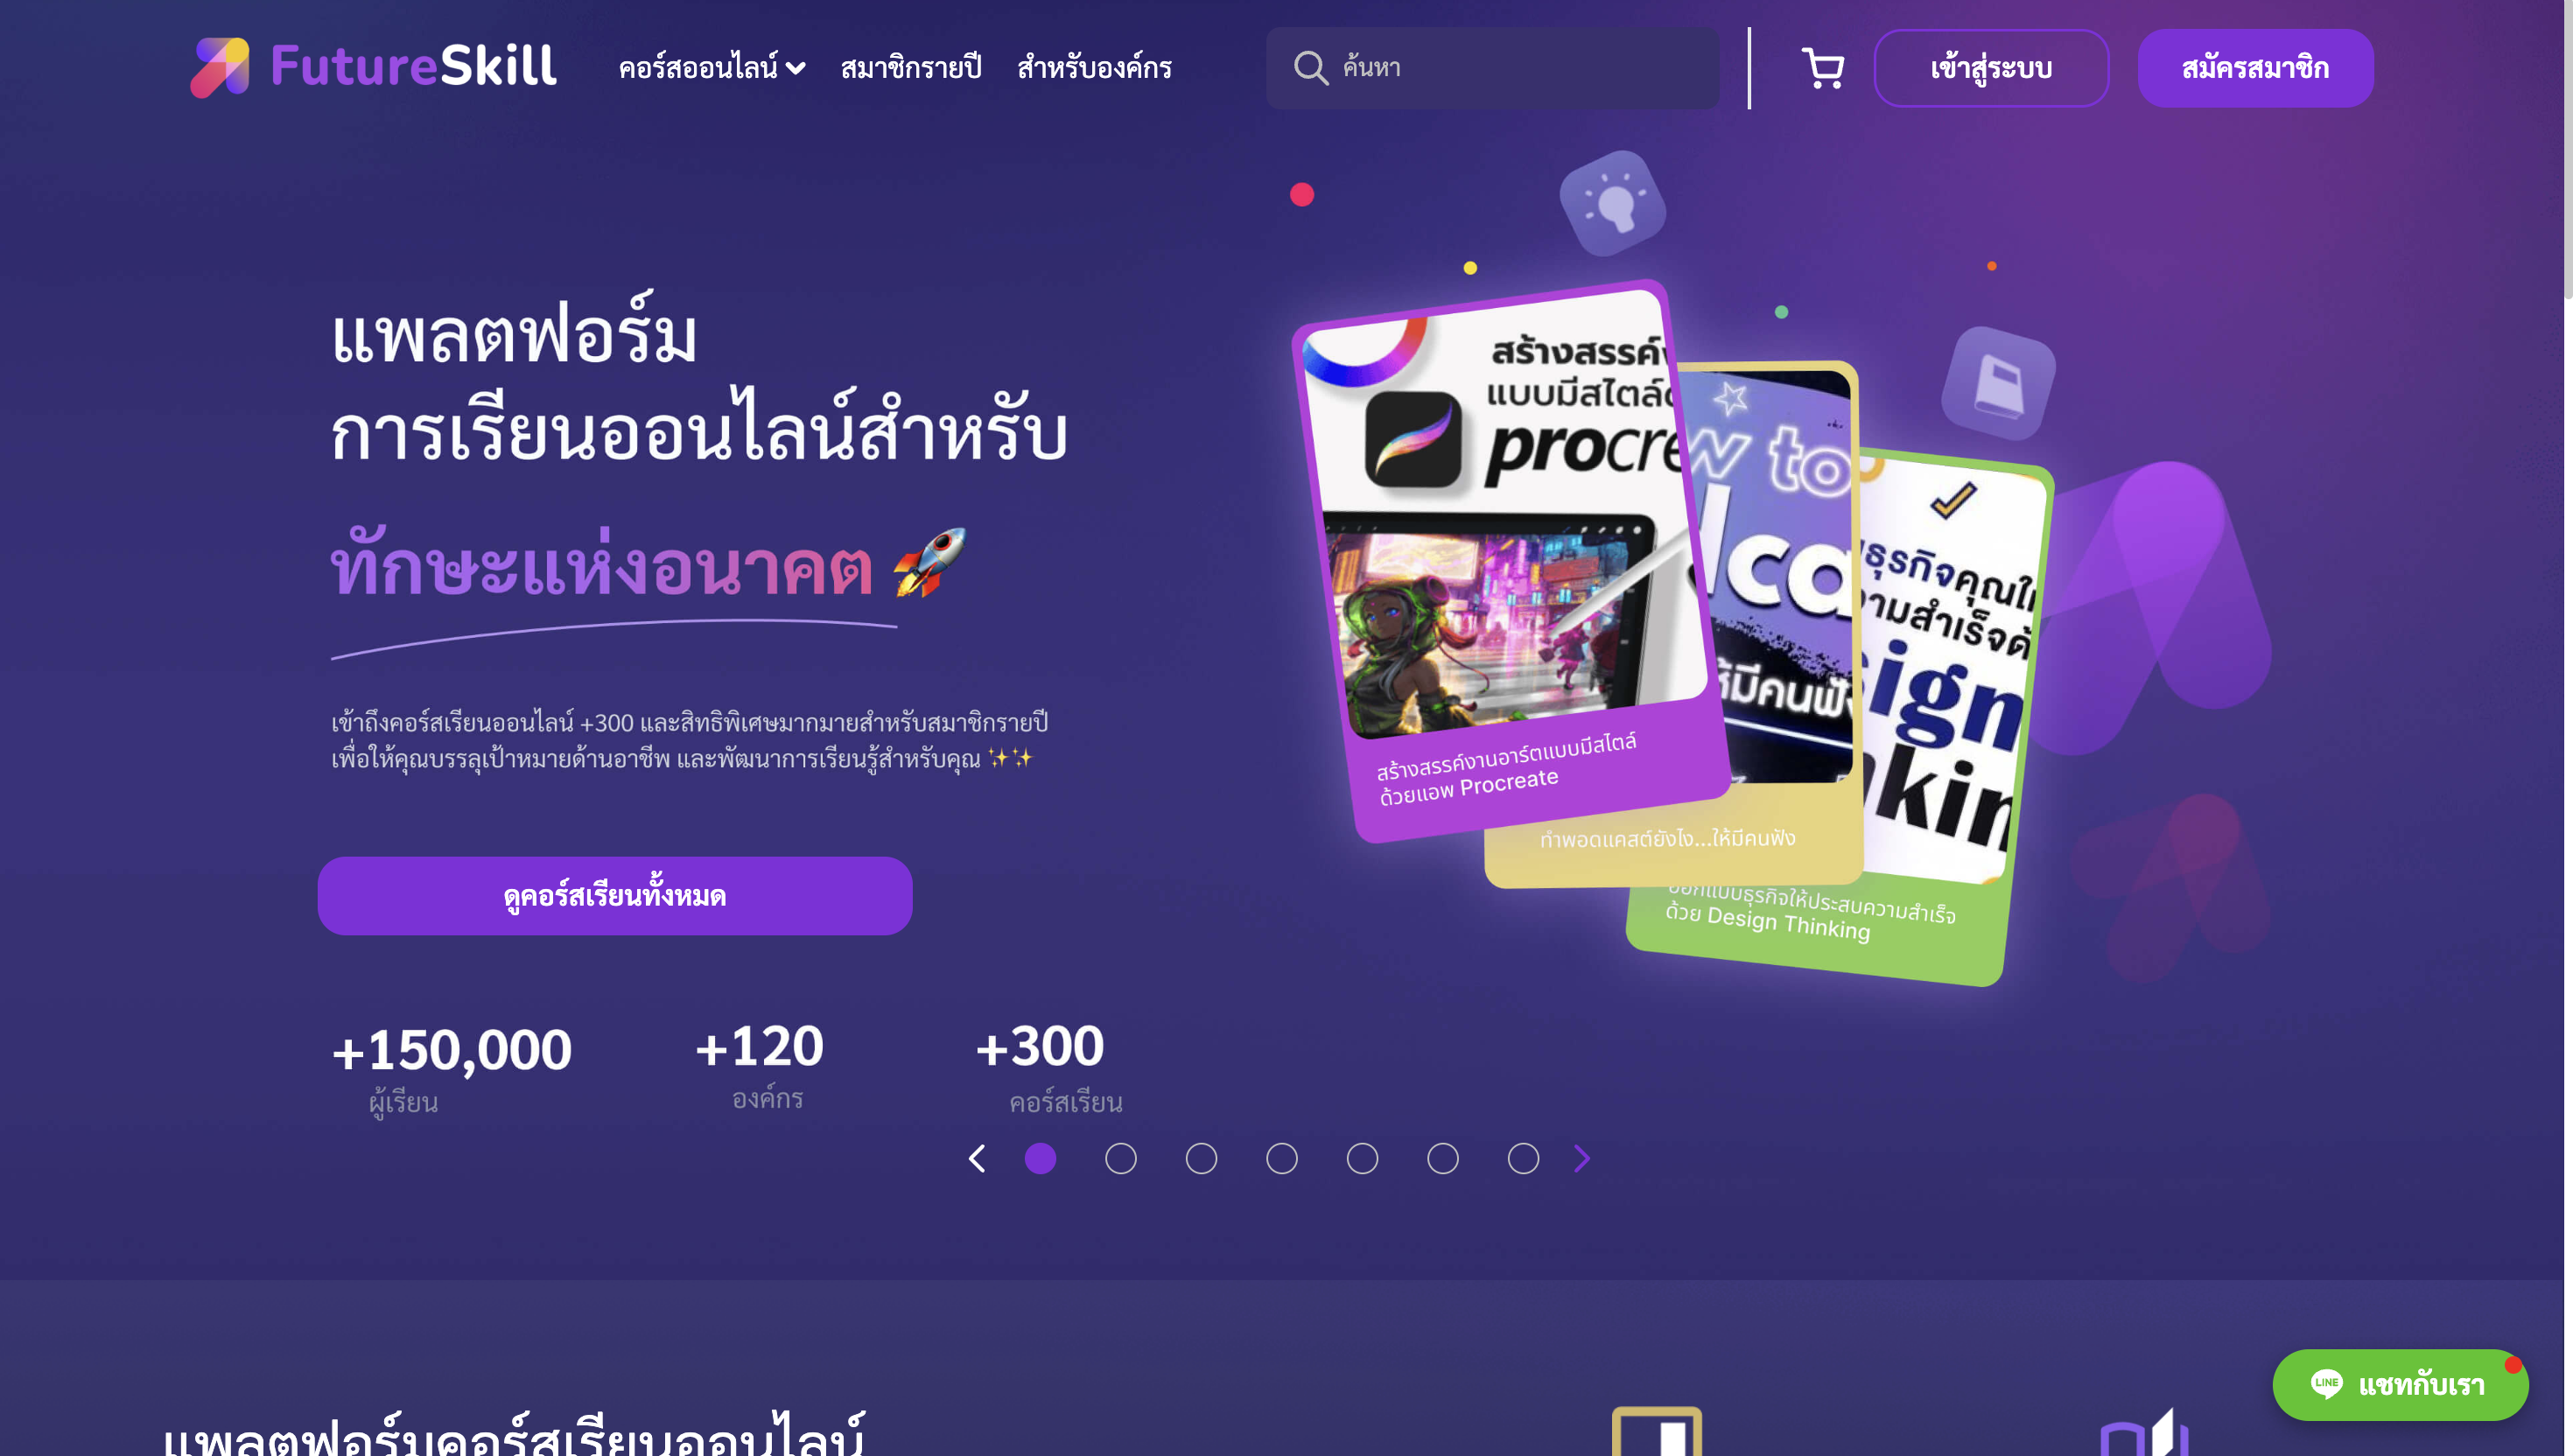 FutureSkill
คอร์สออนไลน์
สมาชิกรายปี
สำหรับองค์กร
ค้นหา
เข้าสู่ระบบ
สมัครสมาชิก
แพลตฟอร์ม
การเรียนออนไลน์สำหรับ
ทักษะแห่งอนาคต 🚀
เข้าถึงคอร์สเรียนออนไลน์ +300 และสิทธิพิเศษมากมายสำหรับสมาชิกรายปี
เพื่อให้คุณบรรลุเป้าหมายด้านอาชีพ และพัฒนาการเรียนรู้สำหรับคุณ ✨✨
ดูคอร์สเรียนทั้งหมด
+150,000
ผู้เรียน
+120
องค์กร
+300
คอร์สเรียน
สร้างสรรค์
แบบมีสไตล์
procre
สร้างสรรค์งานอาร์ตแบบมีสไตล์
ด้วยแอพ Procreate
to
ให้มีคนฟัง
ทำพอดแคสต์ยังไง...ให้มีคนฟัง
ธุรกิจคุณ
ign
kin
ออกแบบธุรกิจให้ประสบความสำเร็จ
ด้วย Design Thinking
แพลตฟอร์มคอร์สเรียนออนไลน์
LINE
แชทกับเรา